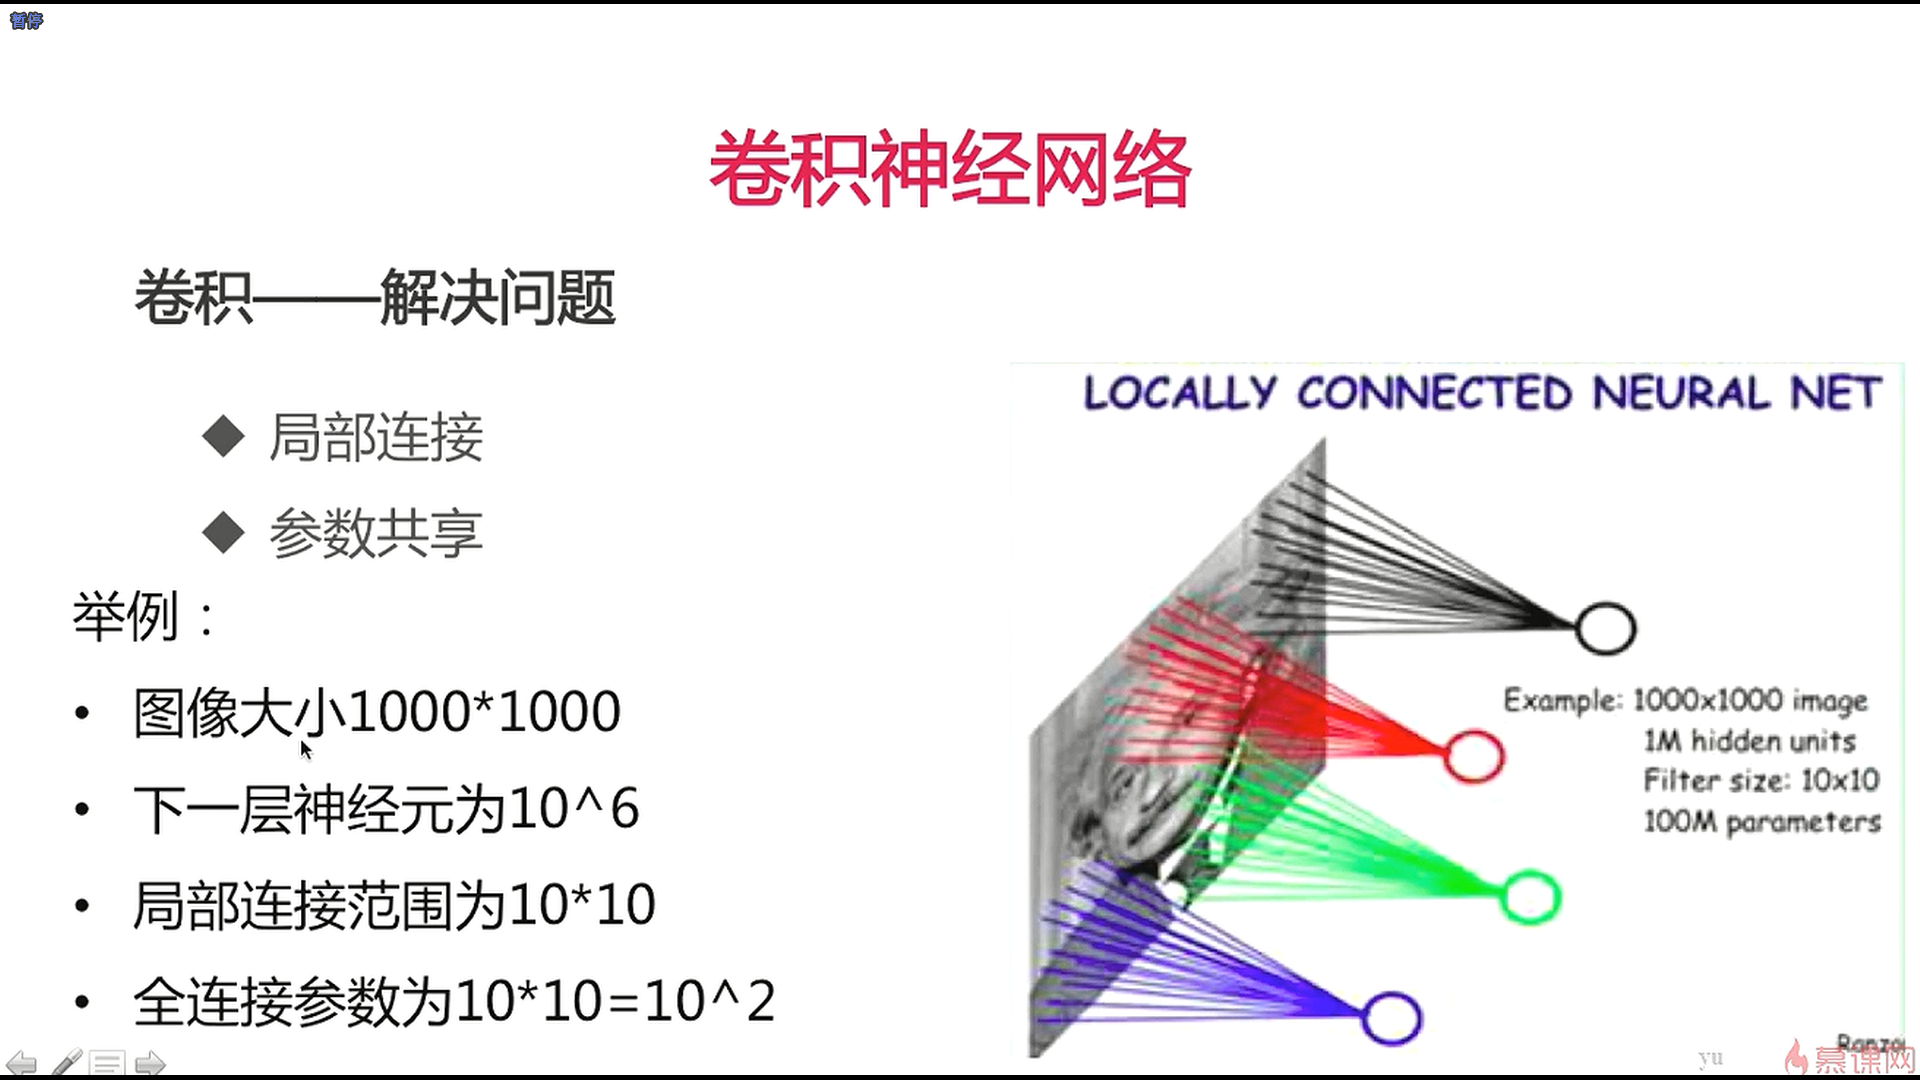 暂停
卷积神经网络
卷积——解决问题
◆ 局部连接
◆ 参数共享
举例：
• 图像大小1000*1000
• 下一层神经元为10^6
• 局部连接范围为10*10
• 全连接参数为10*10=10^2
LOCALLY CONNECTED NEURAL NET
Example: 1000x1000 image
1M hidden units
Filter size: 10x10
100M parameters
yu
慕课网